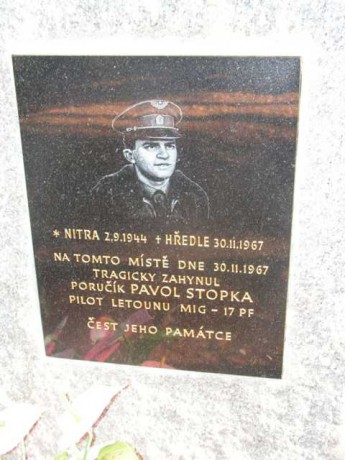 * NITRA 2.9.1944 † HŘEDLE 30.11.1967
NA TOMTO MÍSTĚ DNE 30.11.1967
TRAGICKY ZAHYNUL
PORUČÍK PAVOL STOPKA
PILOT LETOUNU MIG - 17 PF
ČEST JEHO PAMÁTCE